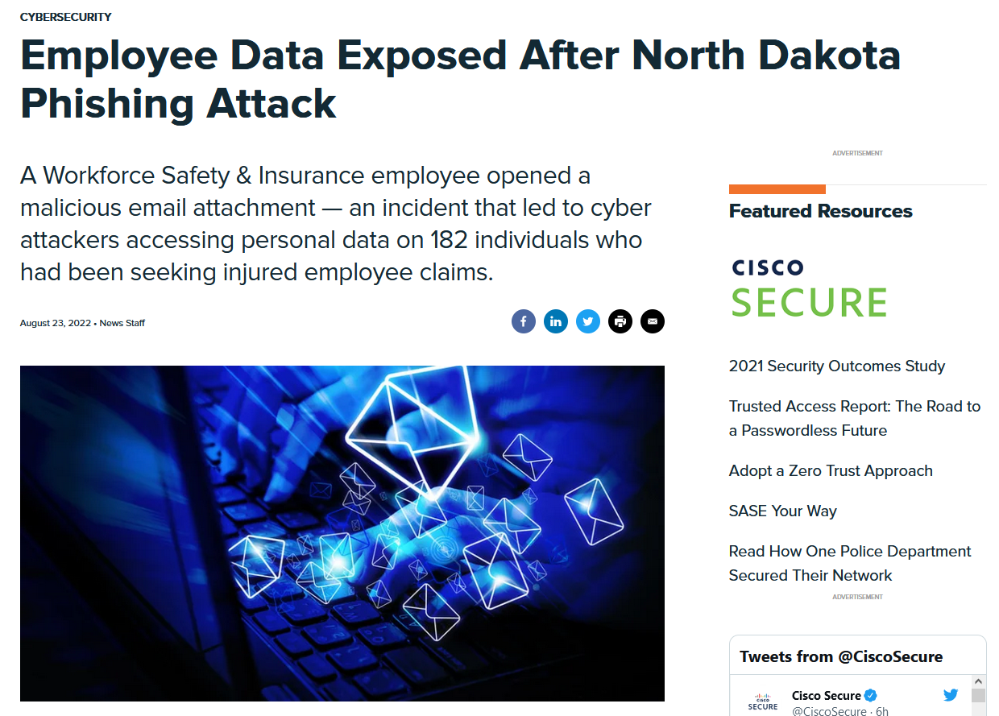 CYBERSECURITY
Employee Data Exposed After North Dakota
Phishing Attack
A Workforce Safety & Insurance employee opened a
malicious email attachment — an incident that led to cyber
attackers accessing personal data on 182 individuals who
had been seeking injured employee claims.
August 23, 2022 • News Staff
f
in
ADVERTISEMENT
Featured Resources
CISCO
SECURE
2021 Security Outcomes Study
Trusted Access Report: The Road to
a Passwordless Future
Adopt a Zero Trust Approach
SASE Your Way
Read How One Police Department
Secured Their Network
ADVERTISEMENT
Tweets from @CiscoSecure
CISCO
SECURE
Cisco Secure
@CiscoSecure · 6h